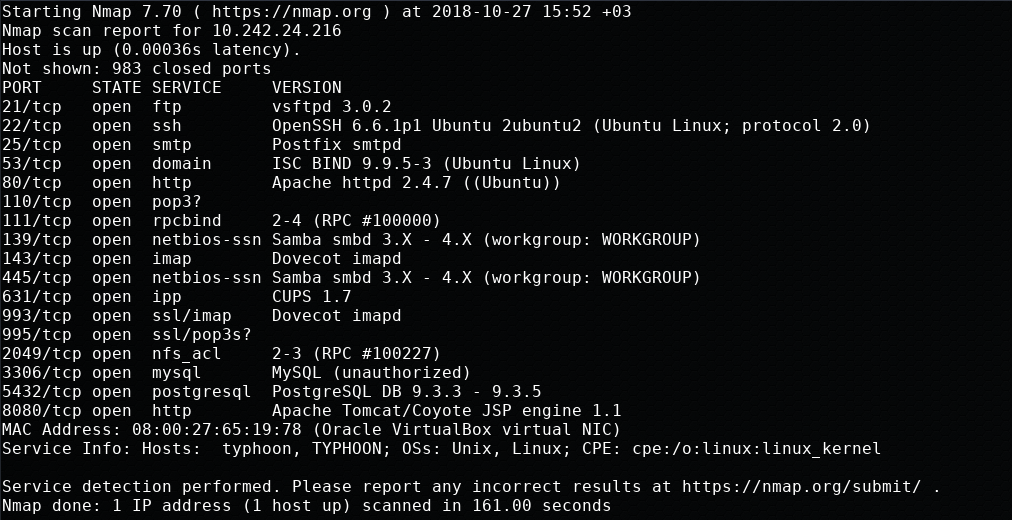 Starting Nmap 7.70 ( https://nmap.org ) at 2018-10-27 15:52 +03
Nmap scan report for 10.242.24.216
Host is up (0.00036s latency).
Not shown: 983 closed ports
PORT     STATE SERVICE     VERSION
21/tcp   open  ftp         vsftpd 3.0.2
22/tcp   open  ssh         OpenSSH 6.6.1p1 Ubuntu 2ubuntu2 (Ubuntu Linux; protocol 2.0)
25/tcp   open  smtp        Postfix smtpd
53/tcp   open  domain      ISC BIND 9.9.5-3 (Ubuntu Linux)
80/tcp   open  http        Apache httpd 2.4.7 ((Ubuntu))
110/tcp  open  pop3?
111/tcp  open  rpcbind     2-4 (RPC #100000)
139/tcp  open  netbios-ssn Samba smbd 3.X - 4.X (workgroup: WORKGROUP)
143/tcp  open  imap        Dovecot imapd
445/tcp  open  netbios-ssn Samba smbd 3.X - 4.X (workgroup: WORKGROUP)
631/tcp  open  ipp         CUPS 1.7
993/tcp  open  ssl/imap    Dovecot imapd
995/tcp  open  ssl/pop3s?
2049/tcp open  nfs_acl     2-3 (RPC #100227)
3306/tcp open  mysql       MySQL (unauthorized)
5432/tcp open  postgresql  PostgreSQL DB 9.3.3 - 9.3.5
8080/tcp open  http        Apache Tomcat/Coyote JSP engine 1.1
MAC Address: 08:00:27:65:19:78 (Oracle VirtualBox virtual NIC)
Service Info: Hosts:  typhoon, TYPHOON; OSs: Unix, Linux; CPE: cpe:/o:linux:linux_kernel
Service detection performed. Please report any incorrect results at https://nmap.org/submit/ .
Nmap done: 1 IP address (1 host up) scanned in 161.00 seconds